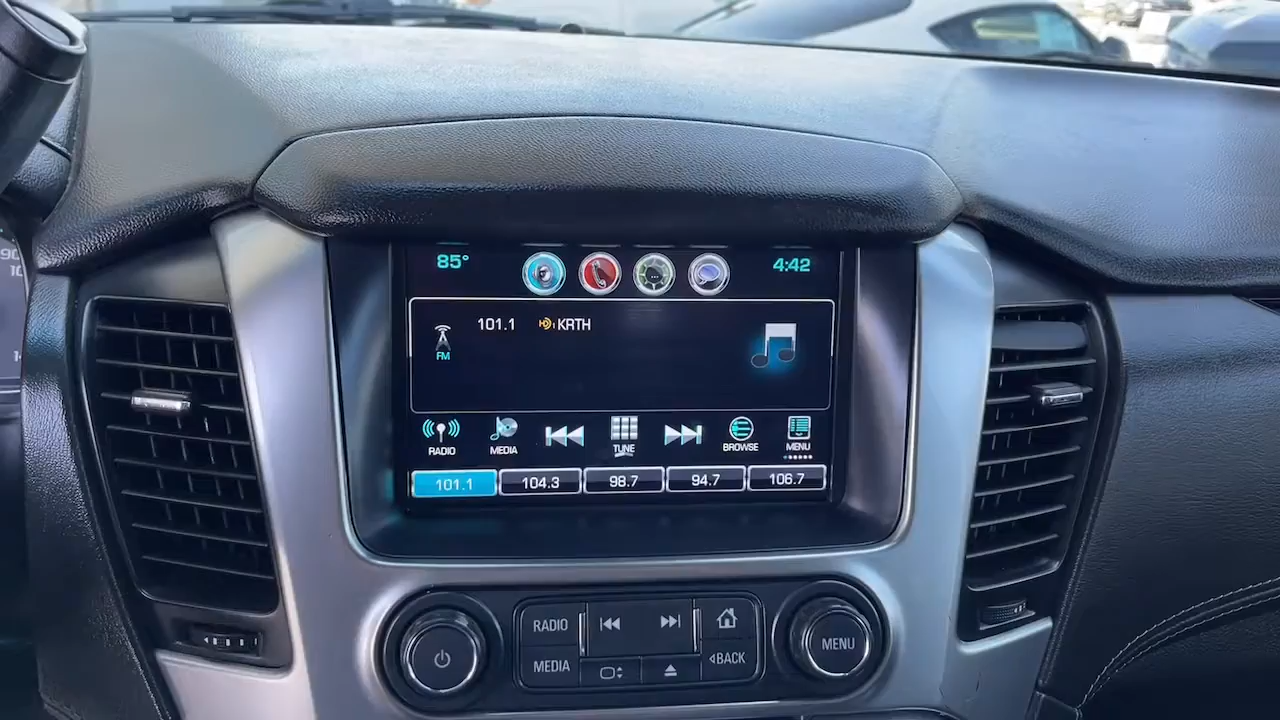 85°
4:42
101.1 KRTH
FM
RADIO
MEDIA
TUNE
BROWSE
MENU
101.1
104.3
98.7
94.7
106.7
RADIO
MEDIA
BACK
MENU
90